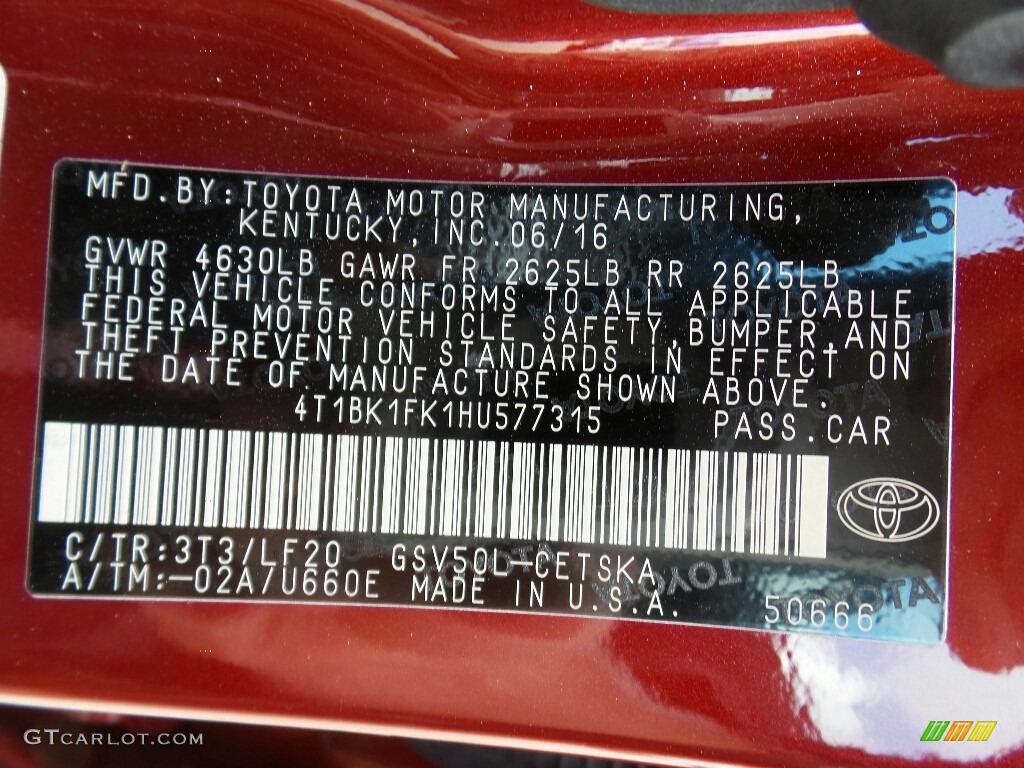 MFD.BY:TOYOTA MOTOR MANUFACTURING,
KENTUCKY,INC.06/16
GVWR 4630LB GAWR FR 2625LB RR 2625LB
THIS VEHICLE CONFORMS TO ALL APPLICABLE
FEDERAL MOTOR VEHICLE SAFETY,BUMPER,AND
THEFT PREVENTION STANDARDS IN EFFECT ON
THE DATE OF MANUFACTURE SHOWN ABOVE.
4T1BK1FK1HU577315 PASS.CAR
C/TR:3T3/LF20 GSV50L-CETSKA
A/TM:-02A/U660E MADE IN U.S.A. 50666
TOYOTA
GTCARLOT.COM